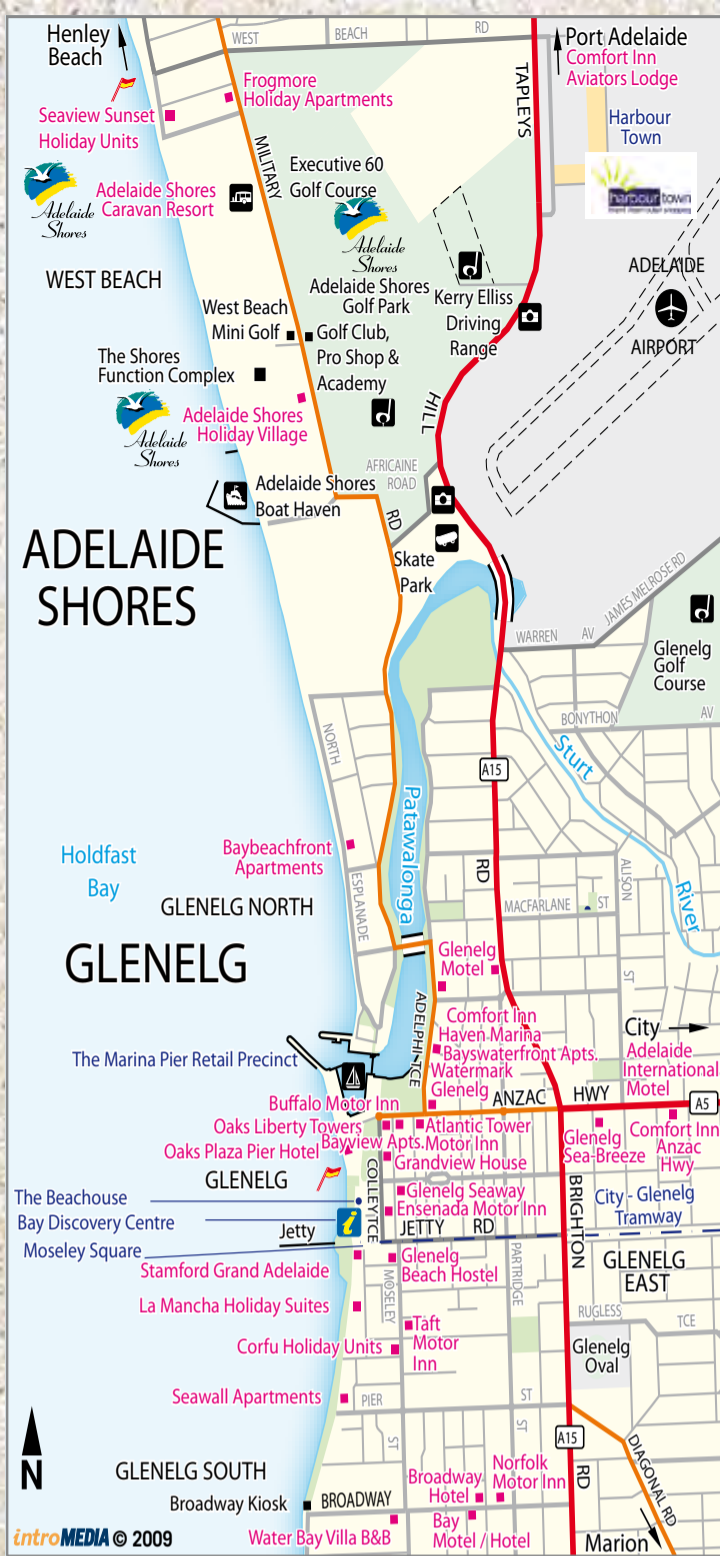 Henley
Beach
WEST BEACH RD
Port Adelaide
Comfort Inn
Aviators Lodge
TAPLEYS
Frogmore
Holiday Apartments
Seaview Sunset
Holiday Units
Harbour
Town
harbour town
MILITARY
Executive 60
Golf Course
Adelaide
Shores
Adelaide Shores
Caravan Resort
Adelaide
Shores
WEST BEACH
Adelaide Shores
Golf Park
Kerry Elliss
Driving
Range
ADELAIDE
AIRPORT
West Beach
Mini Golf
Golf Club,
Pro Shop &
Academy
The Shores
Function Complex
HILL
Adelaide Shores
Holiday Village
Adelaide
Shores
AFRICAINE
ROAD
Adelaide Shores
Boat Haven
RD
ADELAIDE
SHORES
Skate
Park
JAMES MELROSE RD
WARREN AV
Glenelg
Golf
Course
BONYTHON AV
NORTH
Sturt
A15
Patawalonga
Holdfast
Bay
Baybeachfront
Apartments
RD
ALISON
ESPLANADE
MACFARLANE ST
River
GLENELG NORTH
GLENELG
Glenelg
Motel
ST
ADELPHI TCE
Comfort Inn
Haven Marina
City
The Marina Pier Retail Precinct
Bayswaterfront Apts.
Watermark
Glenelg
Adelaide
International
Motel
ANZAC HWY
A5
Buffalo Motor Inn
Oaks Liberty Towers
Atlantic Tower
Motor Inn
Oaks Plaza Pier Hotel
Bayview Apts.
Grandview House
Glenelg
Sea-Breeze
Comfort Inn
Anzac
Hwy
GLENELG
COLLEY TCE
BRIGHTON
The Beachouse
Glenelg Seaway
City - Glenelg
Tramway
Bay Discovery Centre
i
Ensenada Motor Inn
Jetty
JETTY RD
Moseley Square
Stamford Grand Adelaide
MOSELEY
Glenelg
Beach Hostel
PARTRIDGE
GLENELG
EAST
La Mancha Holiday Suites
RUGLESS TCE
Taft
Motor
Inn
Corfu Holiday Units
Glenelg
Oval
Seawall Apartments
PIER ST
ST
ST
A15
DIAGONAL RD
N
GLENELG SOUTH
Norfolk
Motor Inn
Broadway
Hotel
RD
Broadway Kiosk
BROADWAY
Water Bay Villa B&B
Bay
Motel / Hotel
Marion
introMEDIA © 2009